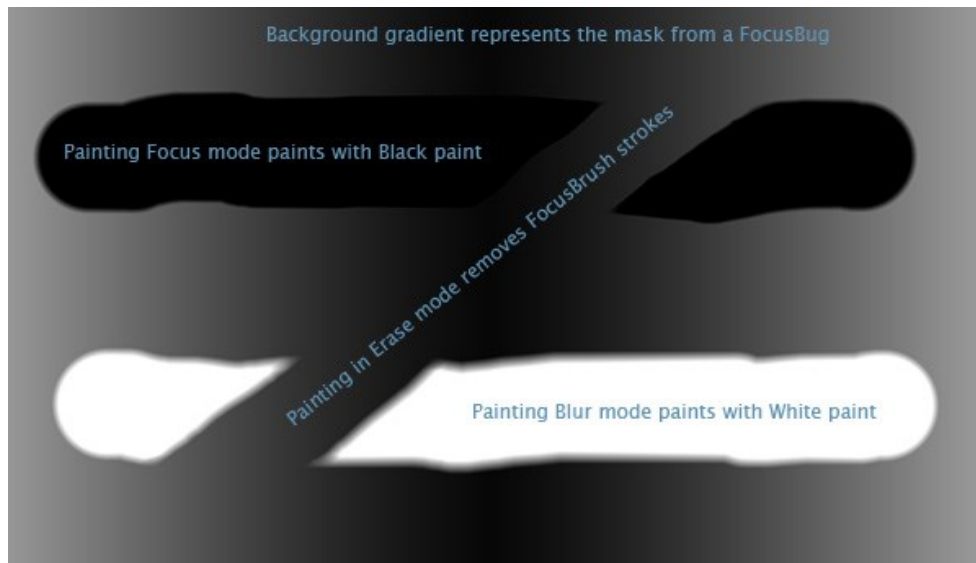 Background gradient represents the mask from a FocusBug
Painting Focus mode paints with Black paint
Painting in Erase mode removes FocusBrush strokes
Painting Blur mode paints with White paint